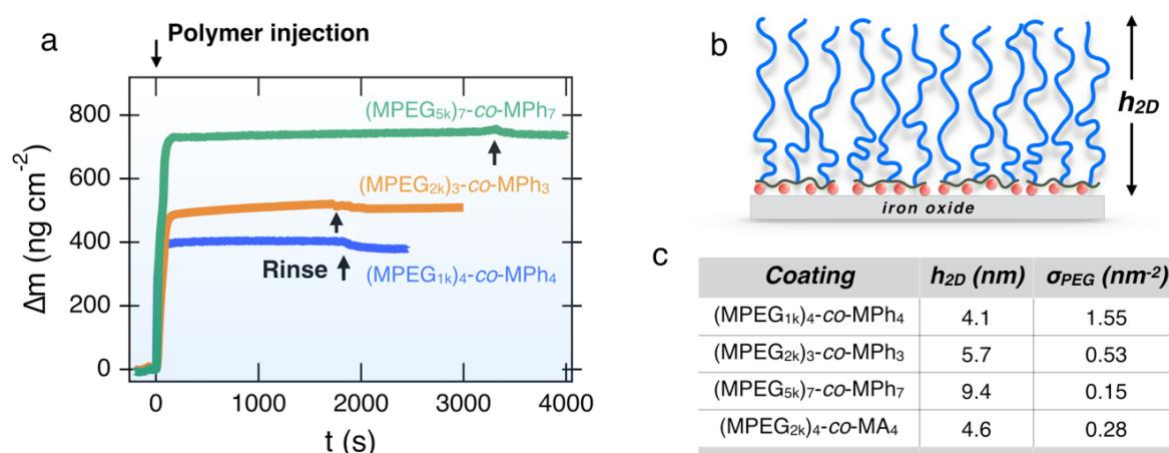 a
Polymer injection
Δm (ng cm⁻²)
800
600
400
200
0
(MPEG₅ₖ)₇-co-MPh₇
(MPEG₂ₖ)₃-co-MPh₃
Rinse
(MPEG₁ₖ)₄-co-MPh₄
0 1000 2000 3000 4000
t (s)
b
h2D
iron oxide
c
Coating h2D (nm) σPEG (nm⁻²)
(MPEG₁ₖ)₄-co-MPh₄ 4.1 1.55
(MPEG₂ₖ)₃-co-MPh₃ 5.7 0.53
(MPEG₅ₖ)₇-co-MPh₇ 9.4 0.15
(MPEG₂ₖ)₄-co-MA₄ 4.6 0.28